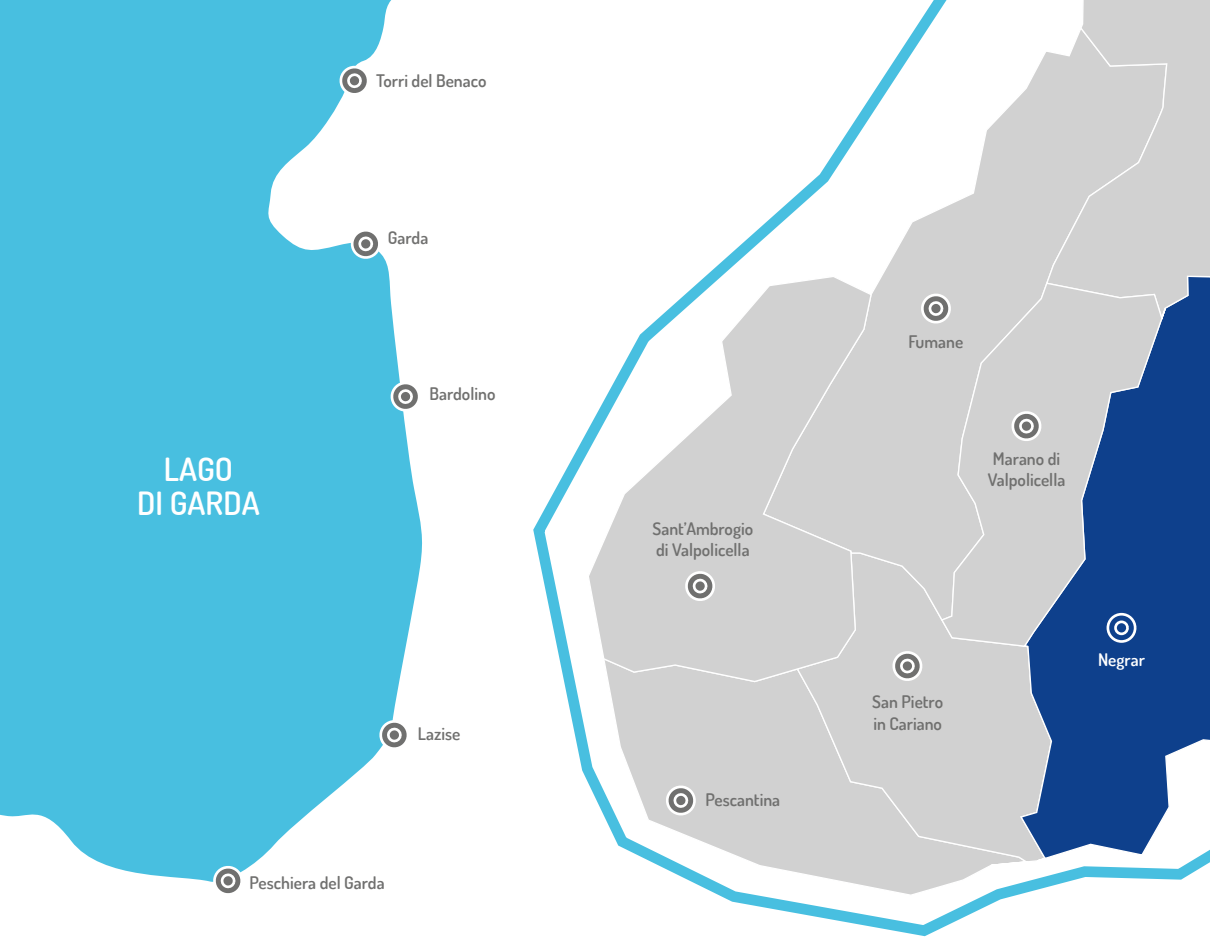 Torri del Benaco
Garda
Bardolino
LAGO
DI GARDA
Lazise
Peschiera del Garda
Fumane
Marano di
Valpolicella
Sant'Ambrogio
di Valpolicella
Negrar
San Pietro
in Cariano
Pescantina